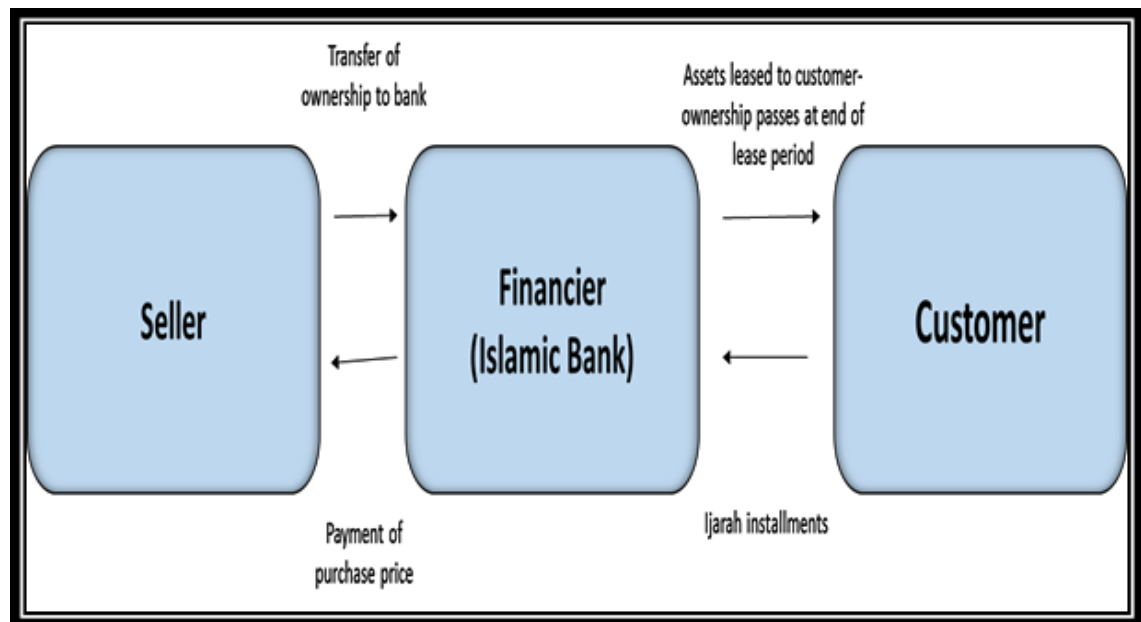 Transfer of
ownership to bank
Assets leased to customer-
ownership passes at end of
lease period
Seller
Financier
(Islamic Bank)
Customer
Payment of
purchase price
Ijarah installments